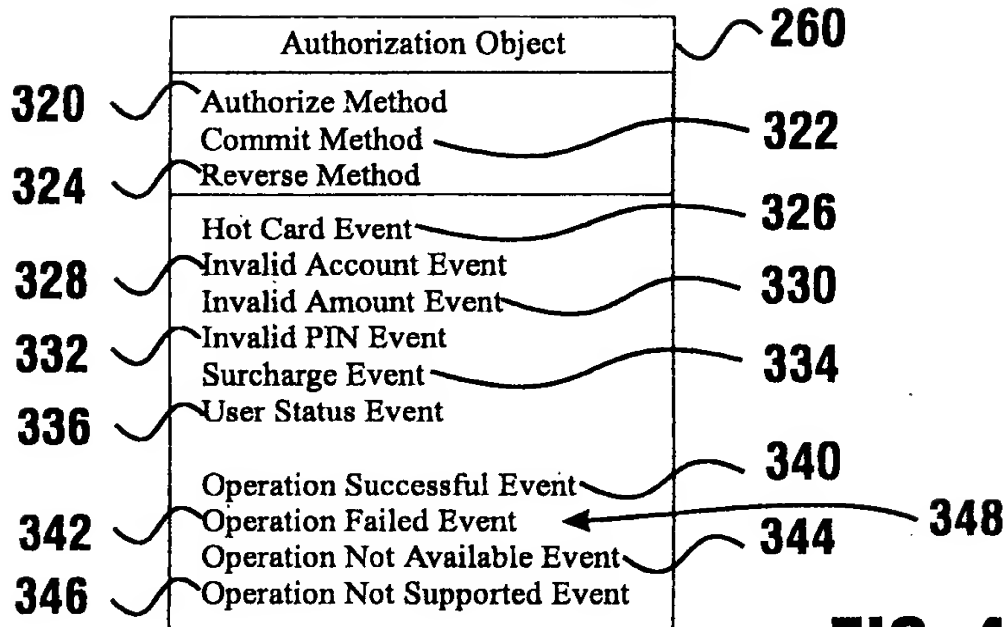 Authorization Object 260
320 Authorize Method
Commit Method 322
324 Reverse Method
Hot Card Event 326
328 Invalid Account Event
Invalid Amount Event 330
332 Invalid PIN Event
Surcharge Event 334
336 User Status Event
Operation Successful Event 340
342 Operation Failed Event 348
Operation Not Available Event 344
346 Operation Not Supported Event